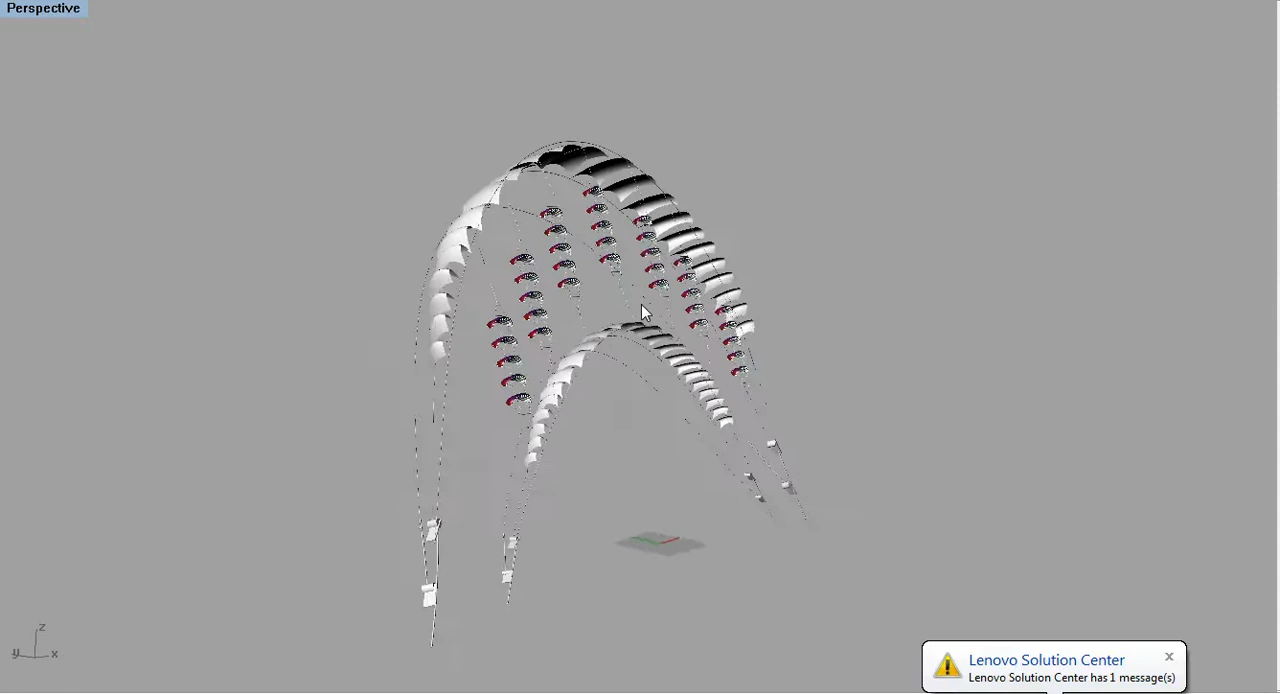 Perspective
z
y
x
Lenovo Solution Center
x
Lenovo Solution Center has 1 message(s)